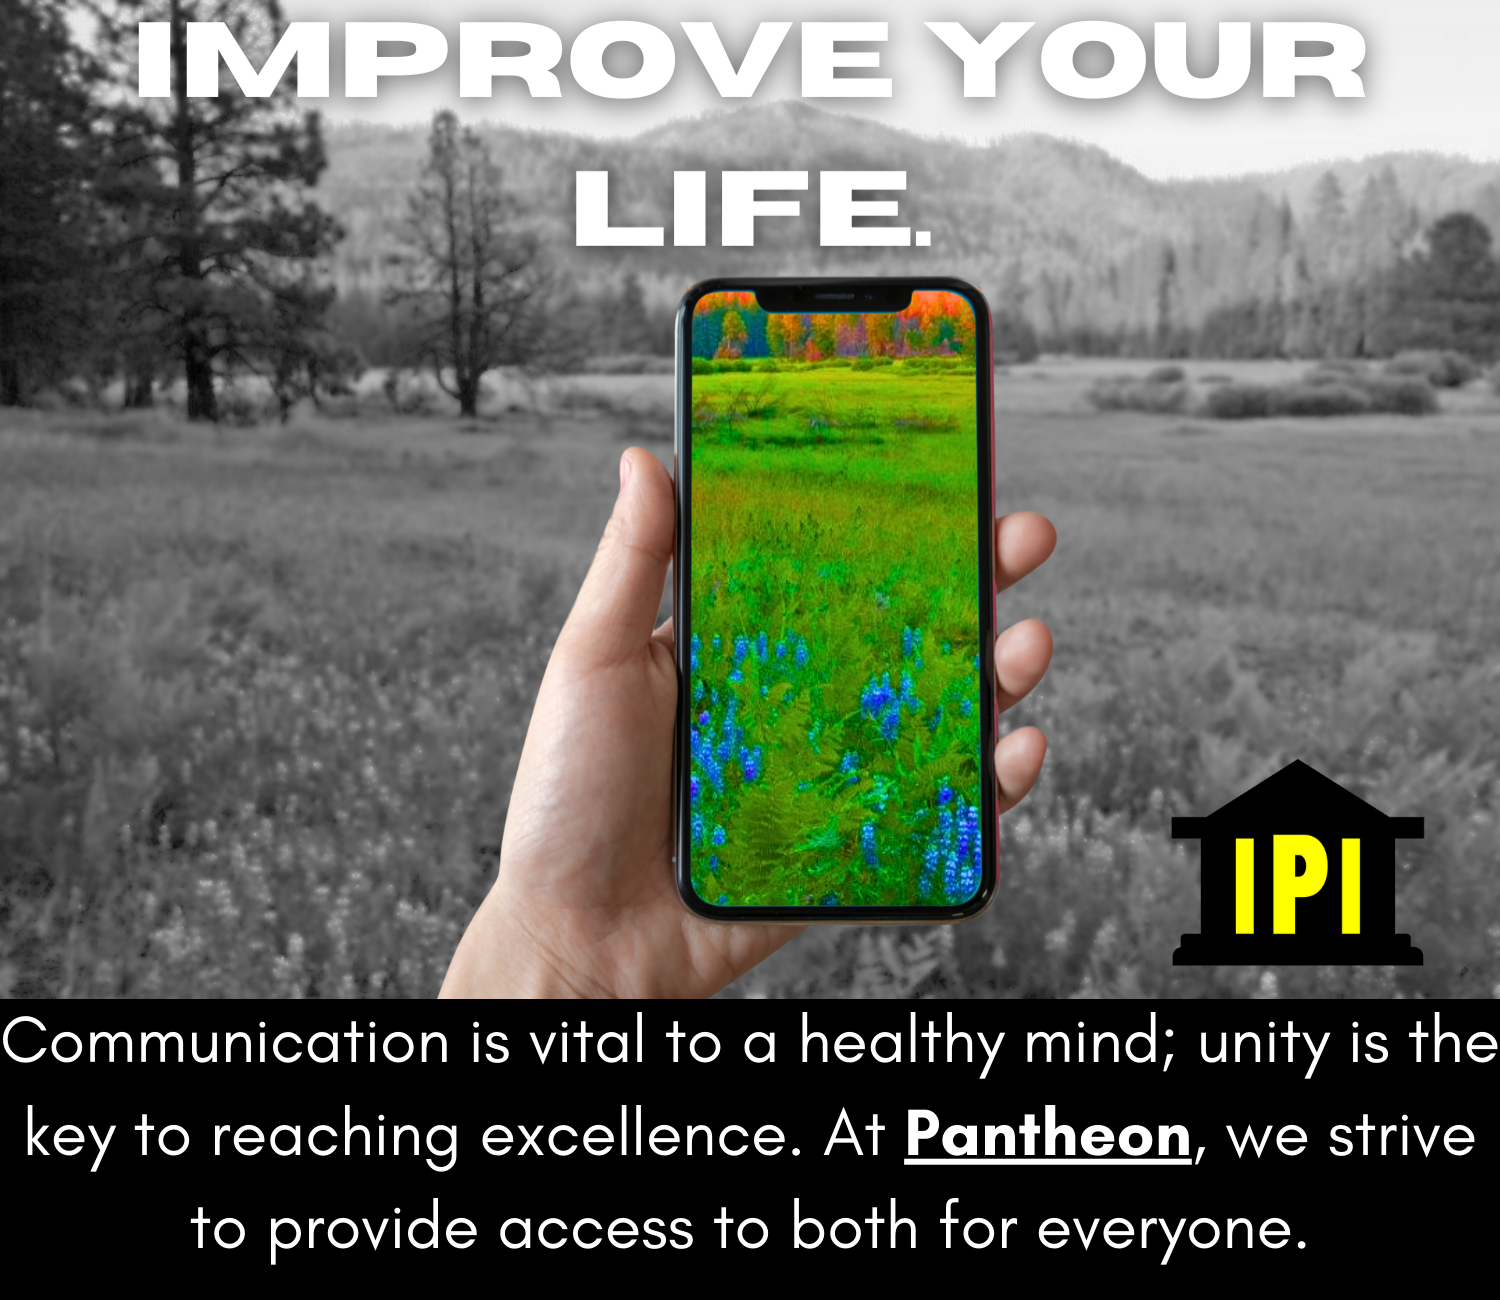 IMPROVE YOUR
LIFE.
IPI
Communication is vital to a healthy mind; unity is the
key to reaching excellence. At Pantheon, we strive
to provide access to both for everyone.